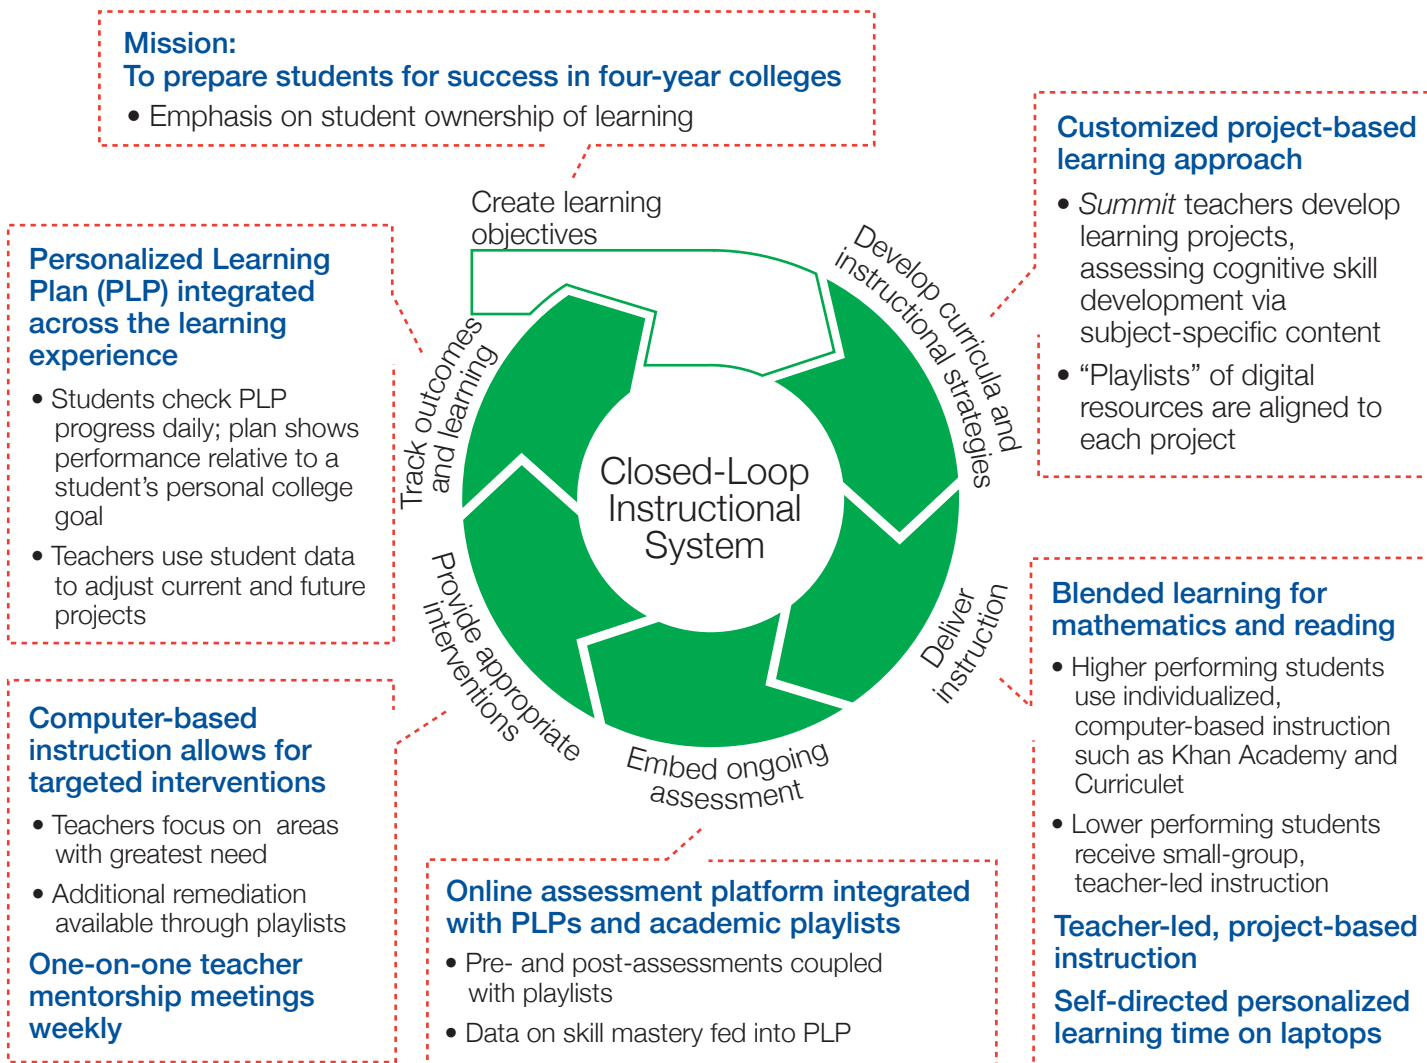 Mission:
To prepare students for success in four-year colleges
• Emphasis on student ownership of learning
Create learning
objectives
Develop curricula and
instructional strategies
Customized project-based
learning approach
• Summit teachers develop
learning projects,
assessing cognitive skill
development via
subject-specific content
• “Playlists” of digital
resources are aligned to
each project
Personalized Learning
Plan (PLP) integrated
across the learning
experience
• Students check PLP
progress daily; plan shows
performance relative to a
student’s personal college
goal
• Teachers use student data
to adjust current and future
projects
Track outcomes
and learning
Closed-Loop
Instructional
System
Deliver
instruction
Blended learning for
mathematics and reading
• Higher performing students
use individualized,
computer-based instruction
such as Khan Academy and
Curriculet
• Lower performing students
receive small-group,
teacher-led instruction
Teacher-led, project-based
instruction
Self-directed personalized
learning time on laptops
Provide appropriate
interventions
Embed ongoing
assessment
Computer-based
instruction allows for
targeted interventions
• Teachers focus on areas
with greatest need
• Additional remediation
available through playlists
One-on-one teacher
mentorship meetings
weekly
Online assessment platform integrated
with PLPs and academic playlists
• Pre- and post-assessments coupled
with playlists
• Data on skill mastery fed into PLP